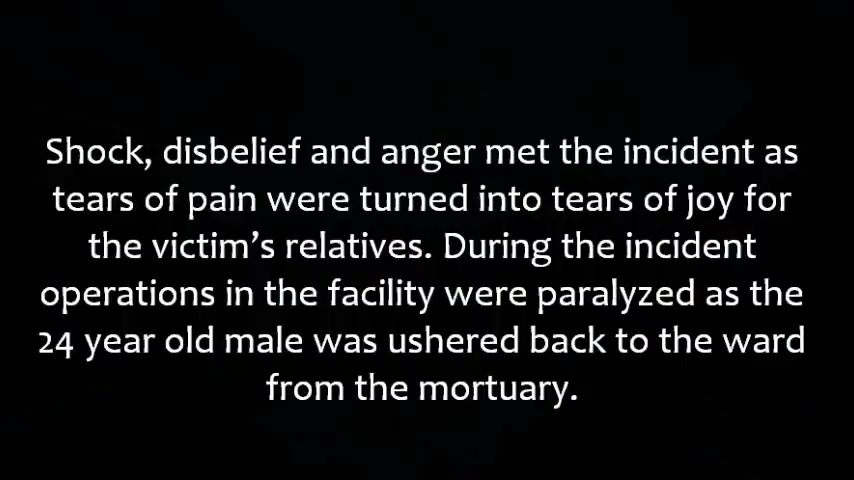 Shock, disbelief and anger met the incident as
tears of pain were turned into tears of joy for
the victim’s relatives. During the incident
operations in the facility were paralyzed as the
24 year old male was ushered back to the ward
from the mortuary.